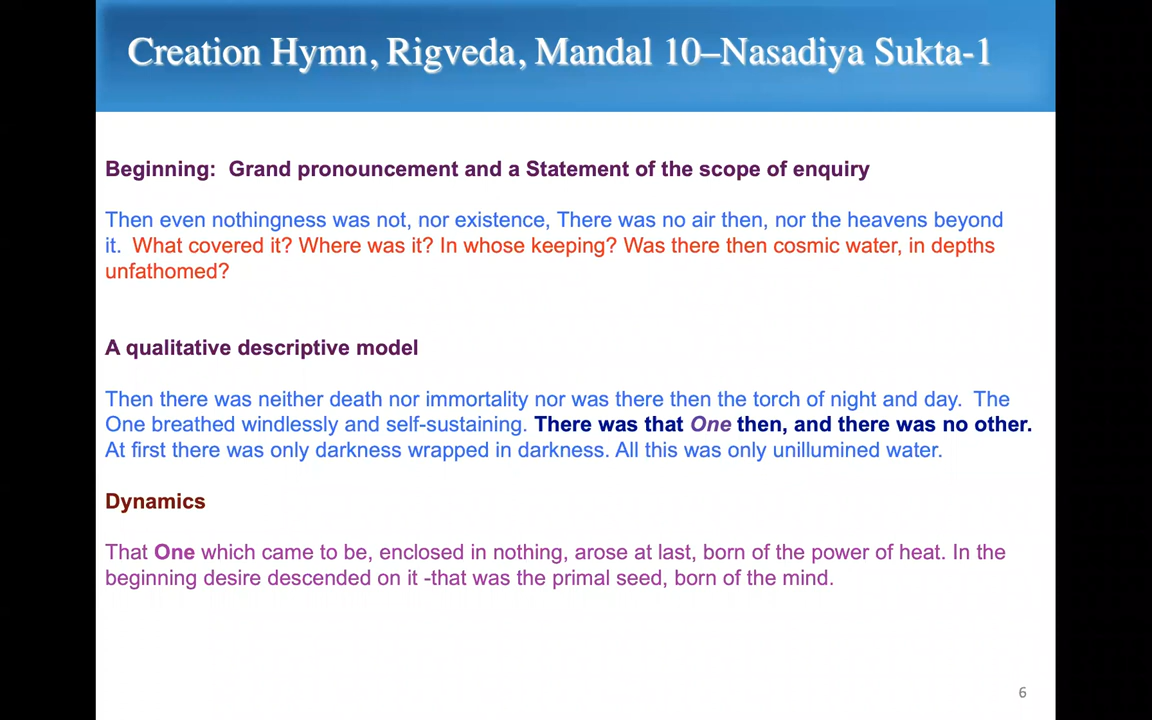 Creation Hymn, Rigveda, Mandal 10–Nasadiya Sukta-1
Beginning:  Grand pronouncement and a Statement of the scope of enquiry
Then even nothingness was not, nor existence, There was no air then, nor the heavens beyond
it.  What covered it? Where was it? In whose keeping? Was there then cosmic water, in depths
unfathomed?
A qualitative descriptive model
Then there was neither death nor immortality nor was there then the torch of night and day.  The
One breathed windlessly and self-sustaining. There was that One then, and there was no other.
At first there was only darkness wrapped in darkness. All this was only unillumined water.
Dynamics
That One which came to be, enclosed in nothing, arose at last, born of the power of heat. In the
beginning desire descended on it -that was the primal seed, born of the mind.
6